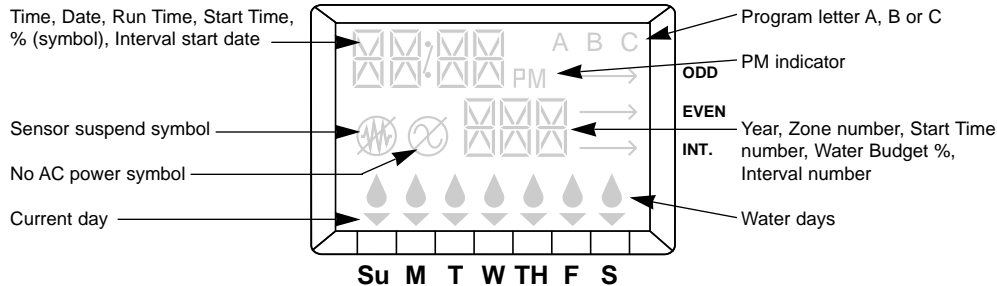 Time, Date, Run Time, Start Time,
% (symbol), Interval start date
Sensor suspend symbol
No AC power symbol
Current day
A B C
PM
ODD
EVEN
INT.
Program letter A, B or C
PM indicator
Year, Zone number, Start Time
number, Water Budget %,
Interval number
Water days
Su M T W TH F S